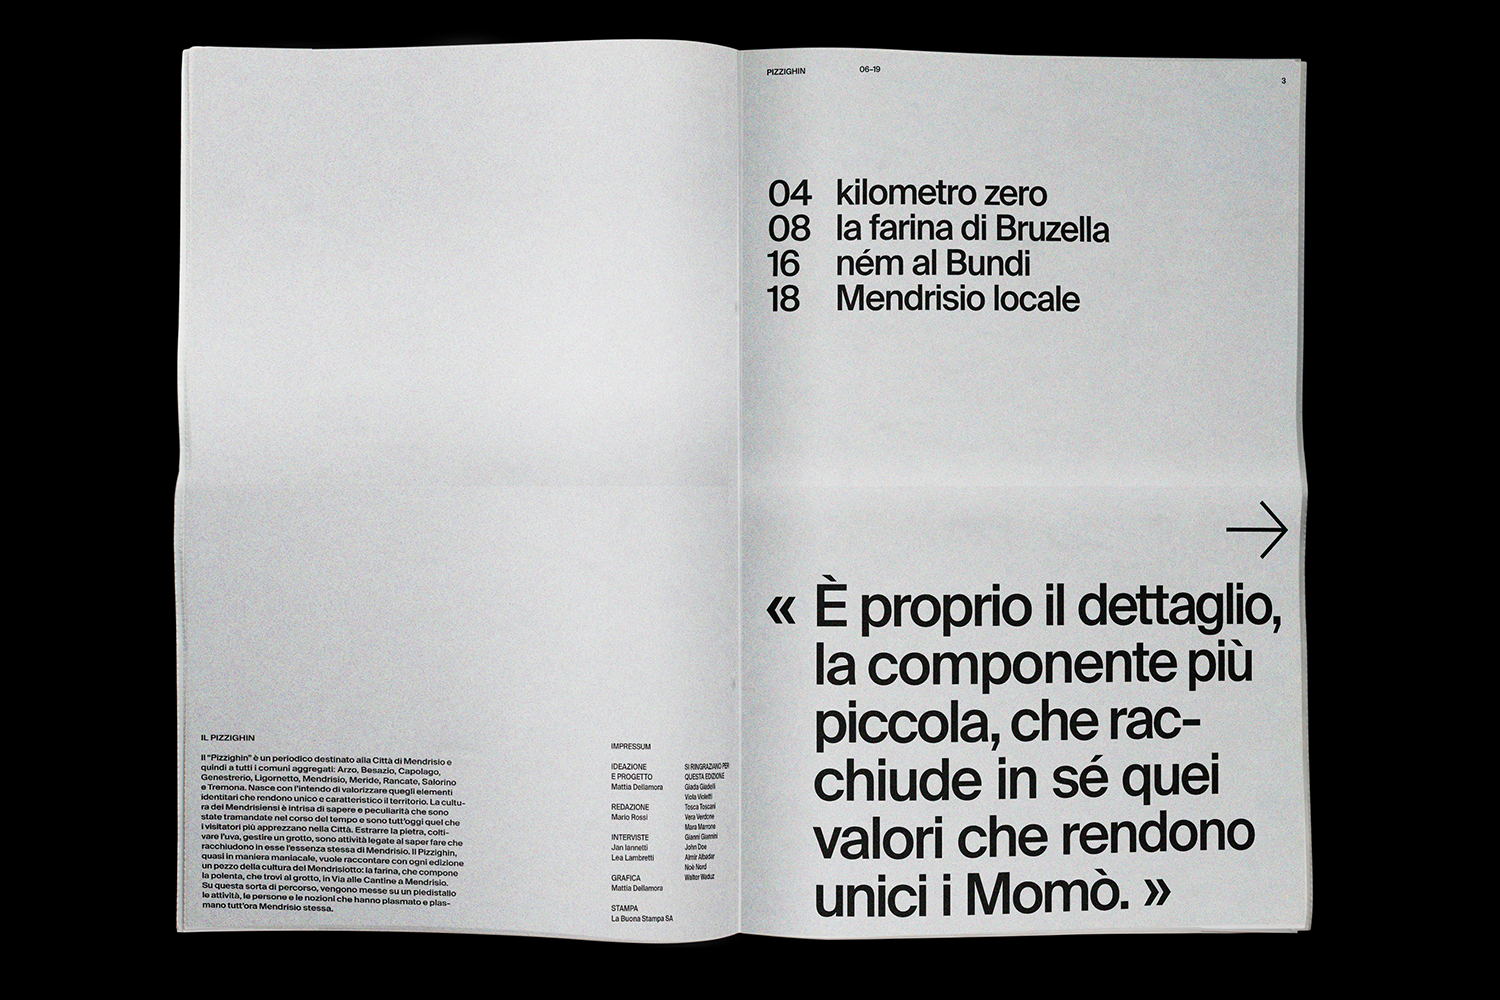 IL PIZZIGHIN
Il “Pizzighin” è un periodico destinato alla Città di Mendrisio e
quindi a tutti i comuni aggregati: Arzo, Besazio, Capolago,
Genestrerio, Ligornetto, Mendrisio, Meride, Rancate, Salorino
e Tremona. Nasce con l'intendo di valorizzare quegli elementi
identitari che rendono unico e caratteristico il territorio. La cultu-
ra del Mendrisiensi è intrisa di sapere e peculiarità che sono
state tramandate nel corso del tempo e sono tutt'oggi quel che
i visitatori più apprezzano nella Città. Estrarre la pietra, colti-
vare l'uva, gestire un grotto, sono attività legate al saper fare che
racchiudono in esse l'essenza stessa di Mendrisio. Il Pizzighin,
quasi in maniera maniacale, vuole raccontare con ogni edizione
un pezzo della cultura del Mendrisiotto: la farina, che compone
la polenta, che trovi al grotto, in Via alle Cantine a Mendrisio.
Su questa sorta di percorso, vengono messe su un piedistallo
le attività, le persone e le nozioni che hanno plasmato e plas-
mano tutt'ora Mendrisio stessa.
IMPRESSUM
IDEAZIONE
E PROGETTO
Mattia Dellamora
REDAZIONE
Mario Rossi
INTERVISTE
Jan Iannetti
Lea Lambretti
GRAFICA
Mattia Dellamora
STAMPA
La Buona Stampa SA
SI RINGRAZIANO PER
QUESTA EDIZIONE
Giada Giadelli
Viola Violetti
Tosca Toscani
Vera Verdone
Mara Marrone
Gianni Giannini
John Doe
Almir Albadar
Noè Nord
Walter Waduz
PIZZIGHIN 06–19 3
04 kilometro zero
08 la farina di Bruzella
16 ném al Bundi
18 Mendrisio locale
→
« È proprio il dettaglio,
la componente più
piccola, che rac-
chiude in sé quei
valori che rendono
unici i Momò. »